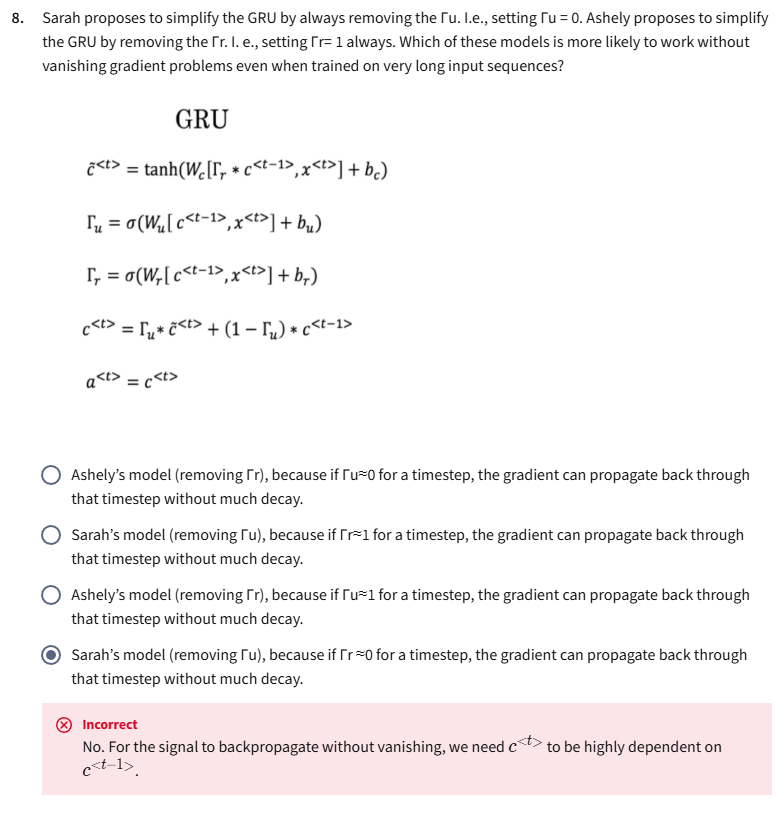 8. Sarah proposes to simplify the GRU by always removing the Γu. I.e., setting Γu = 0. Ashely proposes to simplify
the GRU by removing the Γr. I. e., setting Γr= 1 always. Which of these models is more likely to work without
vanishing gradient problems even when trained on very long input sequences?
GRU
c̃<t> = tanh(Wc[Γr * c<t−1>, x<t>] + bc)
Γu = σ(Wu[ c<t−1>, x<t>] + bu)
Γr = σ(Wr[ c<t−1>, x<t>] + br)
c<t> = Γu * c̃<t> + (1 − Γu) * c<t−1>
a<t> = c<t>
Ashely's model (removing Γr), because if Γu≈0 for a timestep, the gradient can propagate back through
that timestep without much decay.
Sarah's model (removing Γu), because if Γr≈1 for a timestep, the gradient can propagate back through
that timestep without much decay.
Ashely's model (removing Γr), because if Γu≈1 for a timestep, the gradient can propagate back through
that timestep without much decay.
Sarah's model (removing Γu), because if Γr ≈0 for a timestep, the gradient can propagate back through
that timestep without much decay.
Incorrect
No. For the signal to backpropagate without vanishing, we need c<t> to be highly dependent on
c<t−1>.